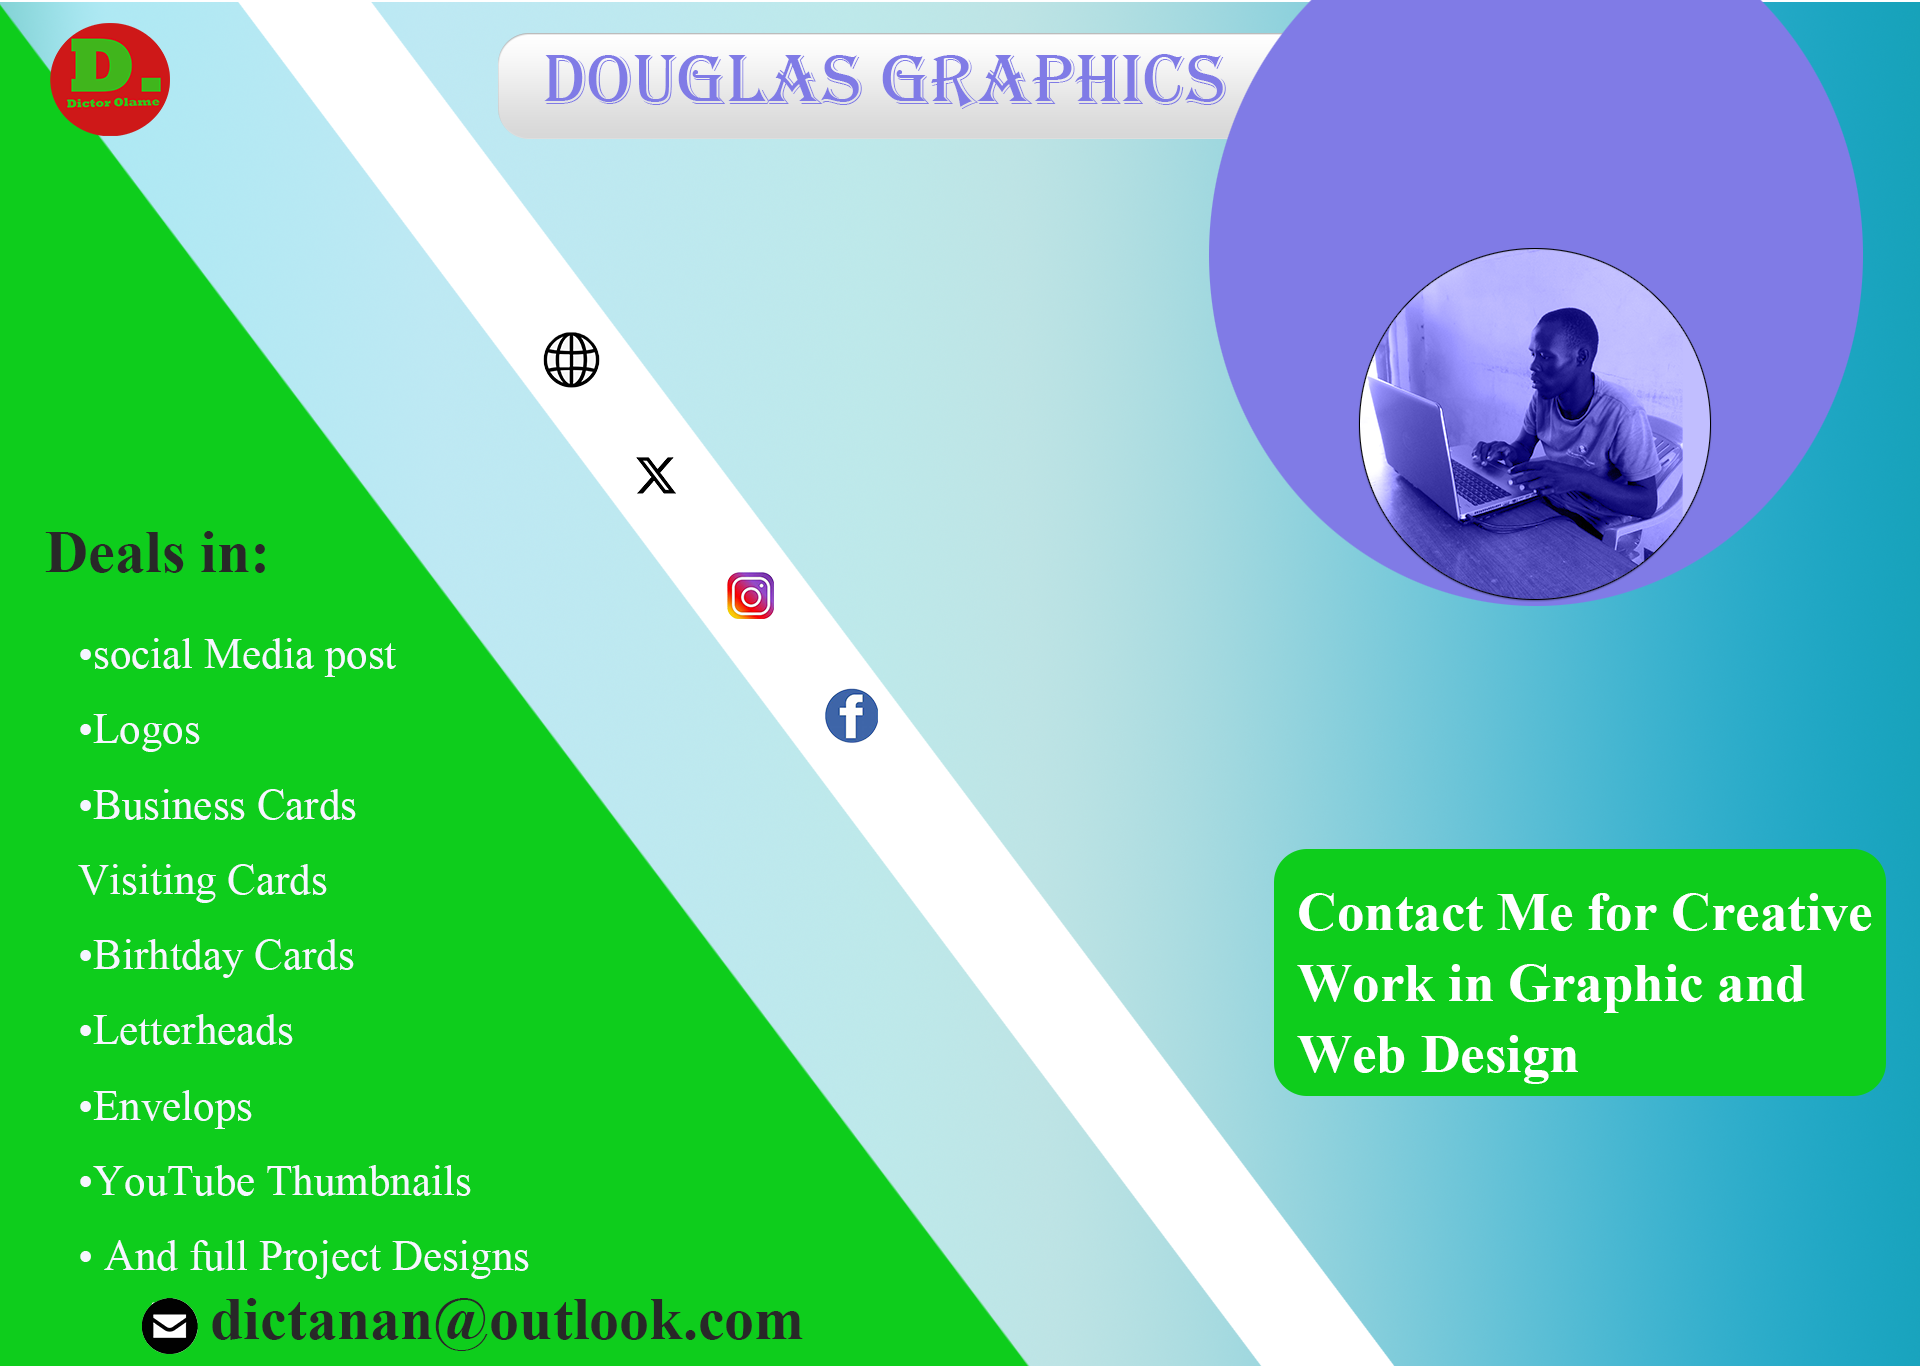 D.
Dictor Olame
DOUGLAS GRAPHICS
Deals in:
•social Media post
•Logos
•Business Cards
Visiting Cards
•Birhtday Cards
•Letterheads
•Envelops
•YouTube Thumbnails
• And full Project Designs
dictanan@outlook.com
Contact Me for Creative
Work in Graphic and
Web Design